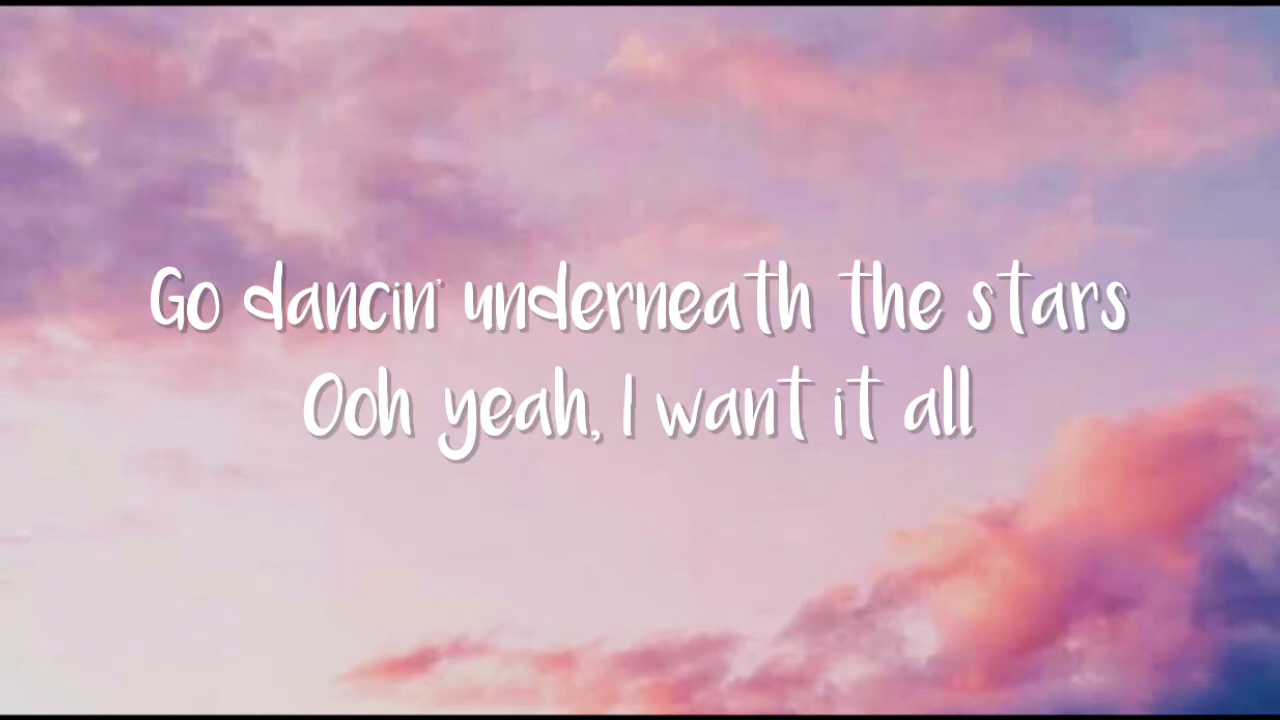 Go dancin' underneath the stars
Ooh yeah, I want it all